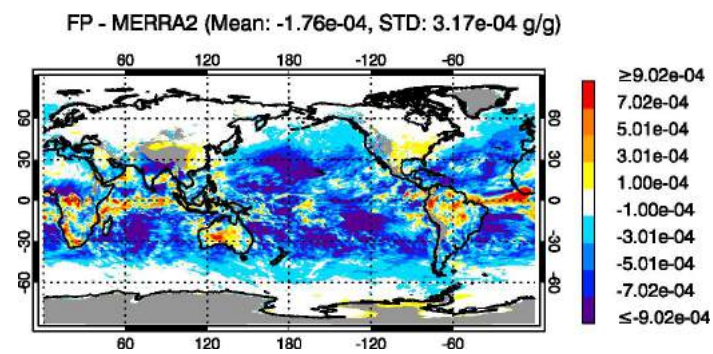 FP - MERRA2 (Mean: -1.76e-04, STD: 3.17e-04 g/g)
60 120 180 -120 -60
60 60
30 30
0 0
-30 -30
-60 -60
60 120 180 -120 -60
≥9.02e-04
7.02e-04
5.01e-04
3.01e-04
1.00e-04
-1.00e-04
-3.01e-04
-5.01e-04
-7.02e-04
≤-9.02e-04